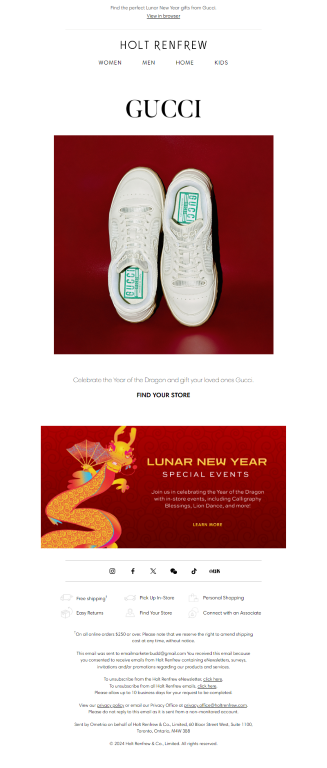 Find the perfect Lunar New Year gifts from Gucci
View in browser
HOLT RENFREW
WOMEN MEN HOME KIDS
GUCCI
GUCCI
GUCCI
Celebrate the Year of the Dragon and gift your loved ones Gucci
FIND YOUR STORE
LUNAR NEW YEAR
SPECIAL EVENTS
Join us in celebrating the Year of the Dragon
with in-store events, including Calligraphy
Blessings, Lion Dance, and more!
LEARN MORE
Free shipping† Pick Up In-Store Personal Shopping
Easy Returns Find Your Store Connect with an Associate
†On all online orders $250 or over. Please note that we reserve the right to amend shipping
cost at any time, without notice.
This email was sent to emailmarketer.budd@gmail.com You received this email because
you consented to receive emails from Holt Renfrew containing eNewsletters, surveys,
invitations and/or promotions regarding our products and services.
To unsubscribe from the Holt Renfrew eNewsletter, click here.
To unsubscribe from all Holt Renfrew emails, click here.
Please allow up to 10 business days for your request to be completed.
View our privacy policy or email our Privacy Office at privacyoffice@holtrenfrew.com.
Please do not reply to this email as it is sent from a non-monitored account.
Sent by Ometria on behalf of Holt Renfrew & Co., Limited. 60 Bloor Street West, Suite 1100,
Toronto, Ontario, M4W 3B8
© 2024 Holt Renfrew & Co., Limited. All rights reserved.